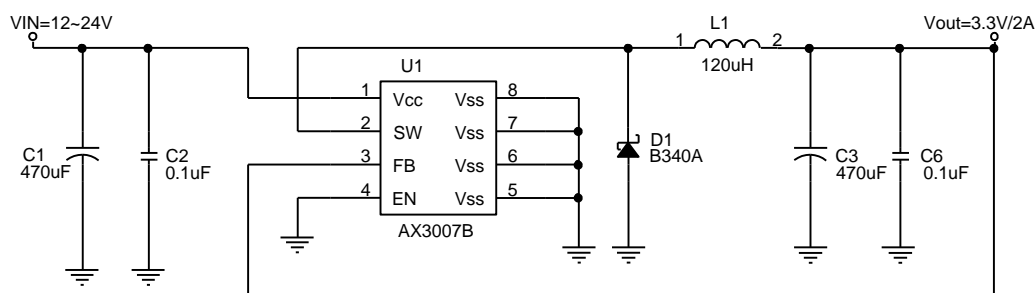 VIN=12~24V
L1
Vout=3.3V/2A
1
2
120uH
U1
1
Vcc
Vss
8
2
SW
Vss
7
3
FB
Vss
6
4
EN
Vss
5
AX3007B
C1
470uF
C2
0.1uF
D1
B340A
C3
470uF
C6
0.1uF